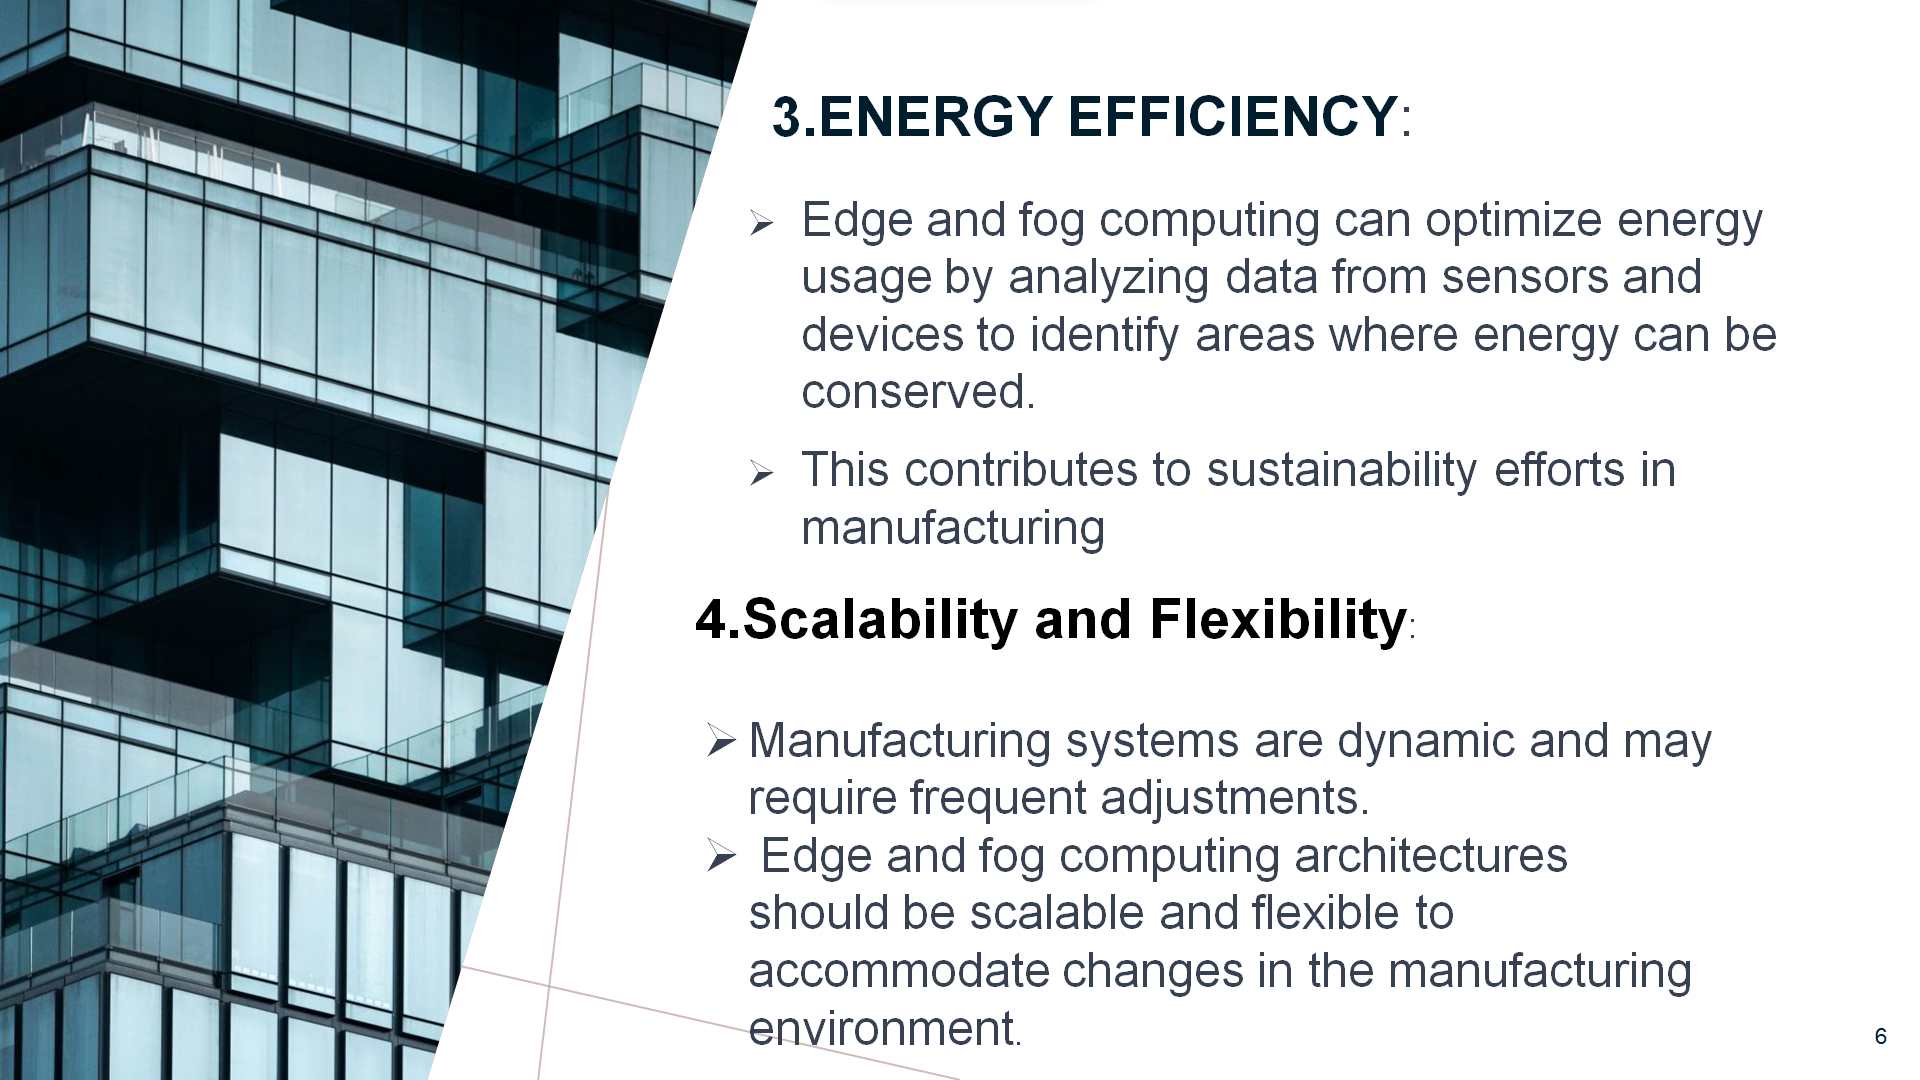 3.ENERGY EFFICIENCY:
➢ Edge and fog computing can optimize energy
usage by analyzing data from sensors and
devices to identify areas where energy can be
conserved.
➢ This contributes to sustainability efforts in
manufacturing
4.Scalability and Flexibility:
➢ Manufacturing systems are dynamic and may
require frequent adjustments.
➢ Edge and fog computing architectures
should be scalable and flexible to
accommodate changes in the manufacturing
environment.
6